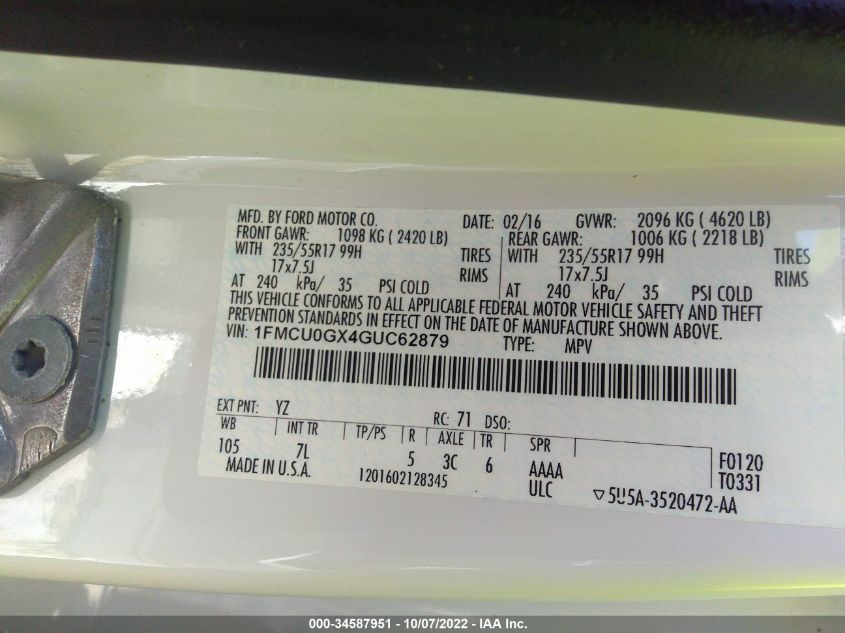 MFD. BY FORD MOTOR CO. DATE: 02/16 GVWR: 2096 KG ( 4620 LB)
FRONT GAWR: 1098 KG ( 2420 LB) REAR GAWR: 1006 KG ( 2218 LB)
WITH 235/55R17 99H TIRES WITH 235/55R17 99H TIRES
17x7.5J RIMS 17x7.5J RIMS
AT 240 kPa/ 35 PSI COLD AT 240 kPa/ 35 PSI COLD
THIS VEHICLE CONFORMS TO ALL APPLICABLE FEDERAL MOTOR VEHICLE SAFETY AND THEFT
PREVENTION STANDARDS IN EFFECT ON THE DATE OF MANUFACTURE SHOWN ABOVE.
VIN: 1FMCU0GX4GUC62879 TYPE: MPV
EXT PNT: YZ RC: 71 DSO:
WB INT TR TP/PS R AXLE TR SPR
105 7L 5 3C 6 AAAA F0120
MADE IN U.S.A. 1201602128345 ULC T0331
▽5U5A-3520472-AA
000-34587951 - 10/07/2022 - IAA Inc.